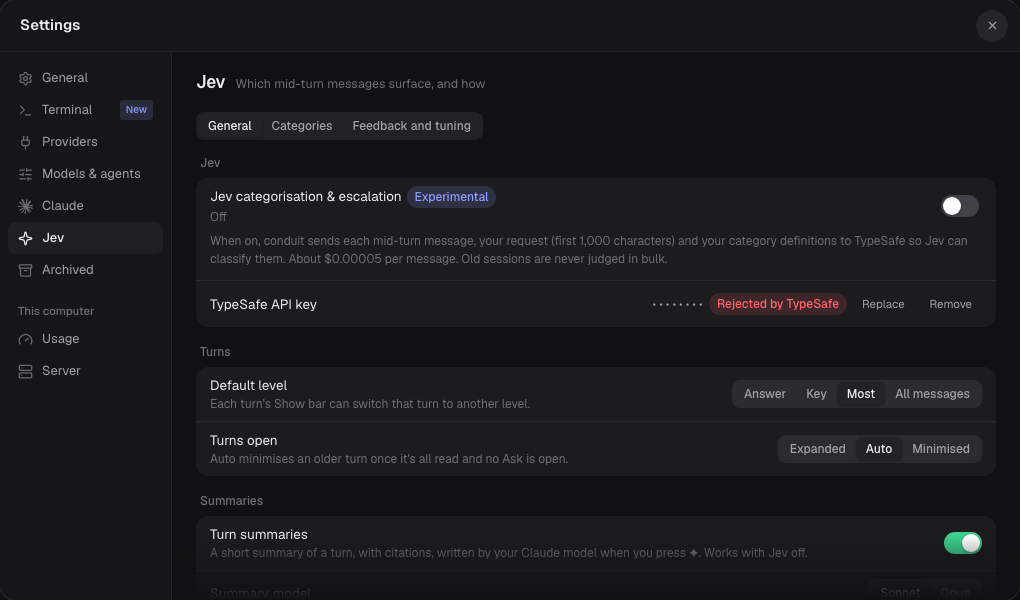 Settings
General
Terminal New
Providers
Models & agents
Claude
Jev
Archived
This computer
Usage
Server
Jev Which mid-turn messages surface, and how
General Categories Feedback and tuning
Jev
Jev categorisation & escalation Experimental
Off
When on, conduit sends each mid-turn message, your request (first 1,000 characters) and your category definitions to TypeSafe so Jev can
classify them. About $0.00005 per message. Old sessions are never judged in bulk.
TypeSafe API key ········ Rejected by TypeSafe Replace Remove
Turns
Default level
Each turn's Show bar can switch that turn to another level.
Answer Key Most All messages
Turns open
Auto minimises an older turn once it's all read and no Ask is open.
Expanded Auto Minimised
Summaries
Turn summaries
A short summary of a turn, with citations, written by your Claude model when you press ✦. Works with Jev off.
Summary model Sonnet Opus